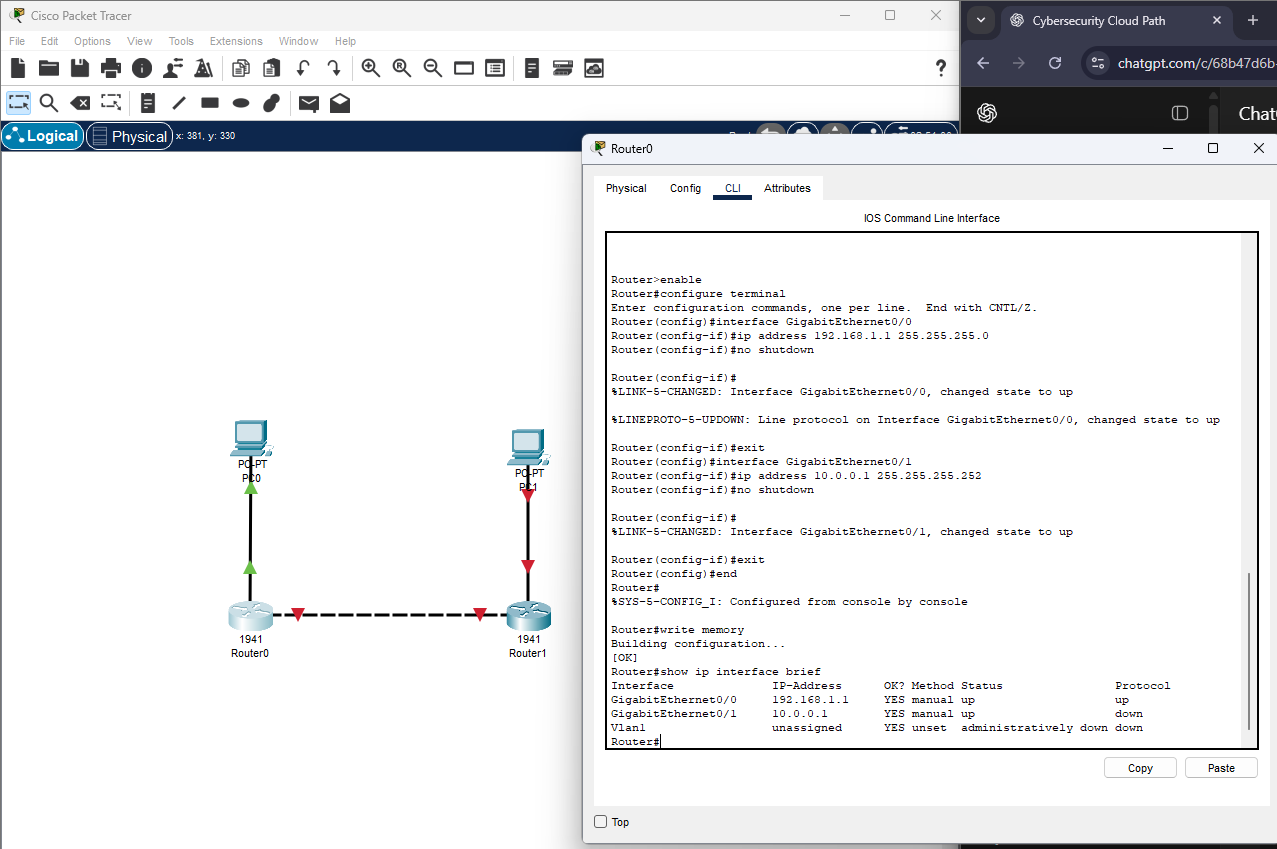 Cisco Packet Tracer
File Edit Options View Tools Extensions Window Help
Logical Physical x: 381, y: 330
PC-PT
PC0
PC-PT
PC1
1941
Router0
1941
Router1
Cybersecurity Cloud Path
chatgpt.com/c/68b47d6b-
Chat
Router0
Physical Config CLI Attributes
IOS Command Line Interface
Router>enable
Router#configure terminal
Enter configuration commands, one per line.  End with CNTL/Z.
Router(config)#interface GigabitEthernet0/0
Router(config-if)#ip address 192.168.1.1 255.255.255.0
Router(config-if)#no shutdown
Router(config-if)#
%LINK-5-CHANGED: Interface GigabitEthernet0/0, changed state to up
%LINEPROTO-5-UPDOWN: Line protocol on Interface GigabitEthernet0/0, changed state to up
Router(config-if)#exit
Router(config)#interface GigabitEthernet0/1
Router(config-if)#ip address 10.0.0.1 255.255.255.252
Router(config-if)#no shutdown
Router(config-if)#
%LINK-5-CHANGED: Interface GigabitEthernet0/1, changed state to up
Router(config-if)#exit
Router(config)#end
Router#
%SYS-5-CONFIG_I: Configured from console by console
Router#write memory
Building configuration...
[OK]
Router#show ip interface brief
Interface IP-Address OK? Method Status Protocol
GigabitEthernet0/0 192.168.1.1 YES manual up up
GigabitEthernet0/1 10.0.0.1 YES manual up down
Vlan1 unassigned YES unset administratively down down
Router#
Copy Paste
Top